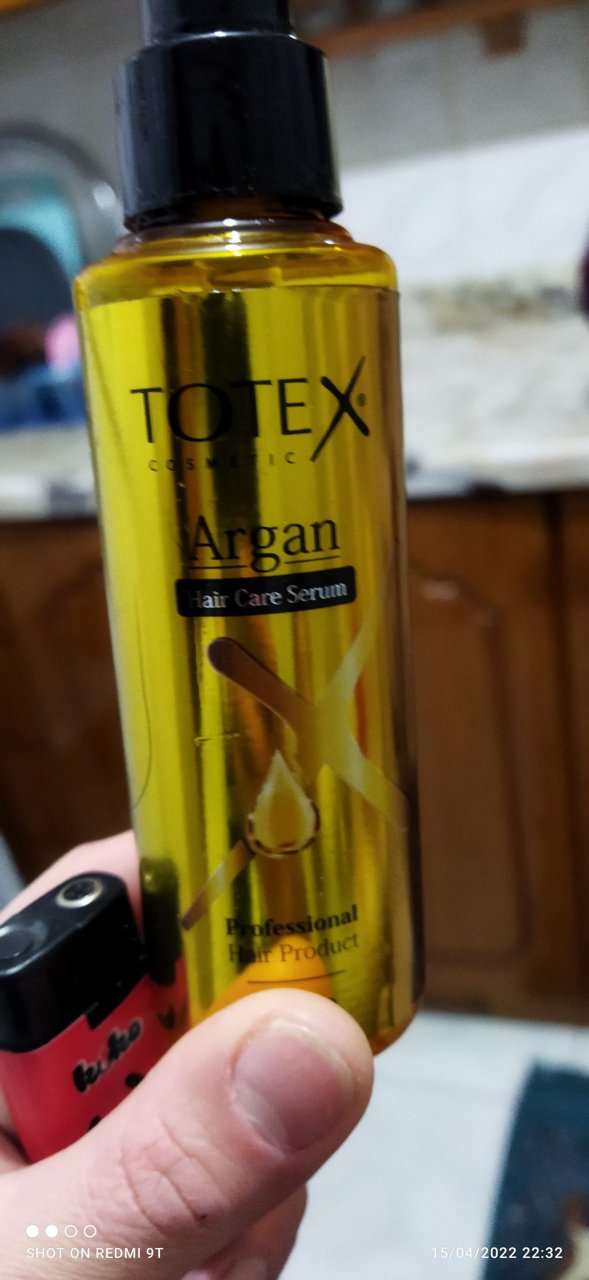 TOTEX®
COSMETIC
Argan
Hair Care Serum
Professional
Hair Product
SHOT ON REDMI 9T
15/04/2022 22:32